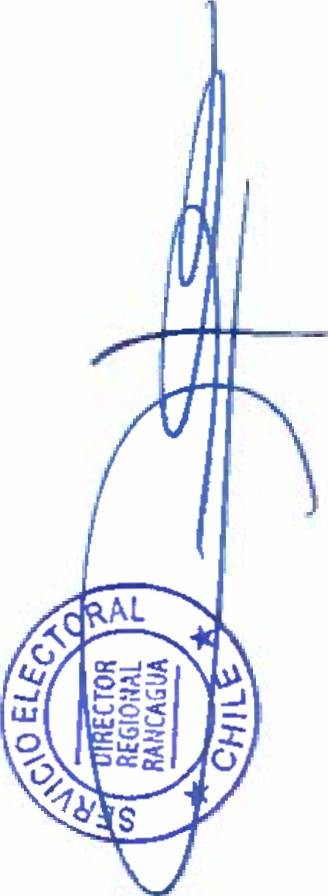 SERVICIO ELECTORAL
DIRECTOR
REGIONAL
RANCAGUA
★ CHILE ★